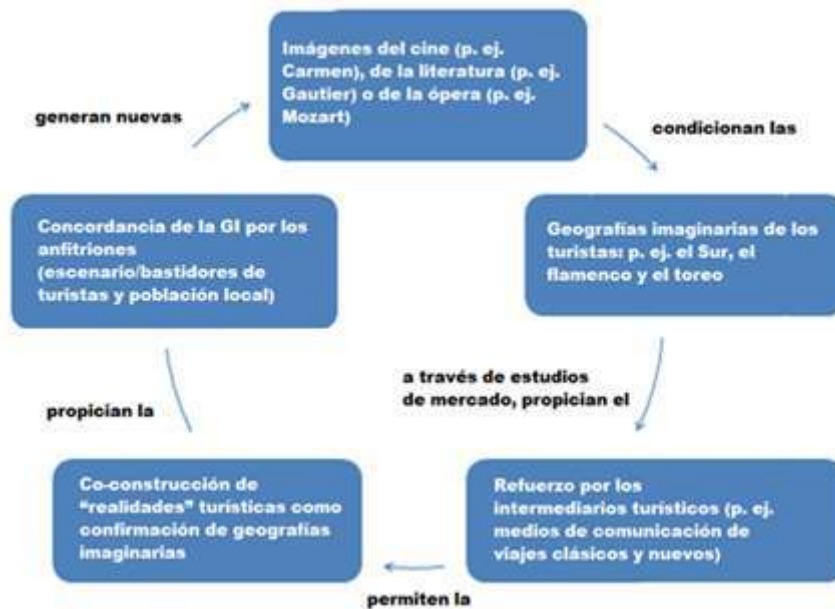 Imágenes del cine (p. ej.
Carmen), de la literatura (p. ej.
Gautier) o de la ópera (p. ej.
Mozart)
condicionan las
Geografías imaginarias de los
turistas: p. ej. el Sur, el
flamenco y el toreo
a través de estudios
de mercado, propician el
Refuerzo por los
intermediarios turísticos (p. ej.
medios de comunicación de
viajes clásicos y nuevos)
permiten la
Co-construcción de
“realidades” turísticas como
confirmación de geografías
imaginarias
propician la
Concordancia de la GI por los
anfitriones
(escenario/bastidores de
turistas y población local)
generan nuevas